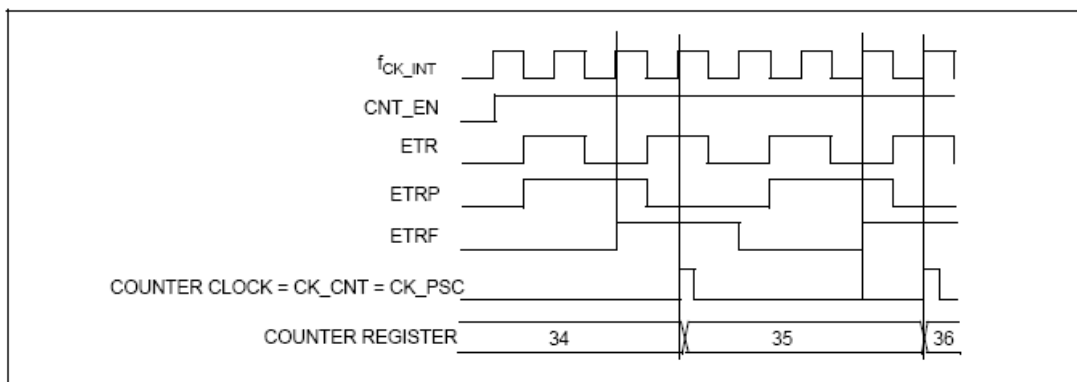 fCK_INT
CNT_EN
ETR
ETRP
ETRF
COUNTER CLOCK = CK_CNT = CK_PSC
COUNTER REGISTER 34 35 36